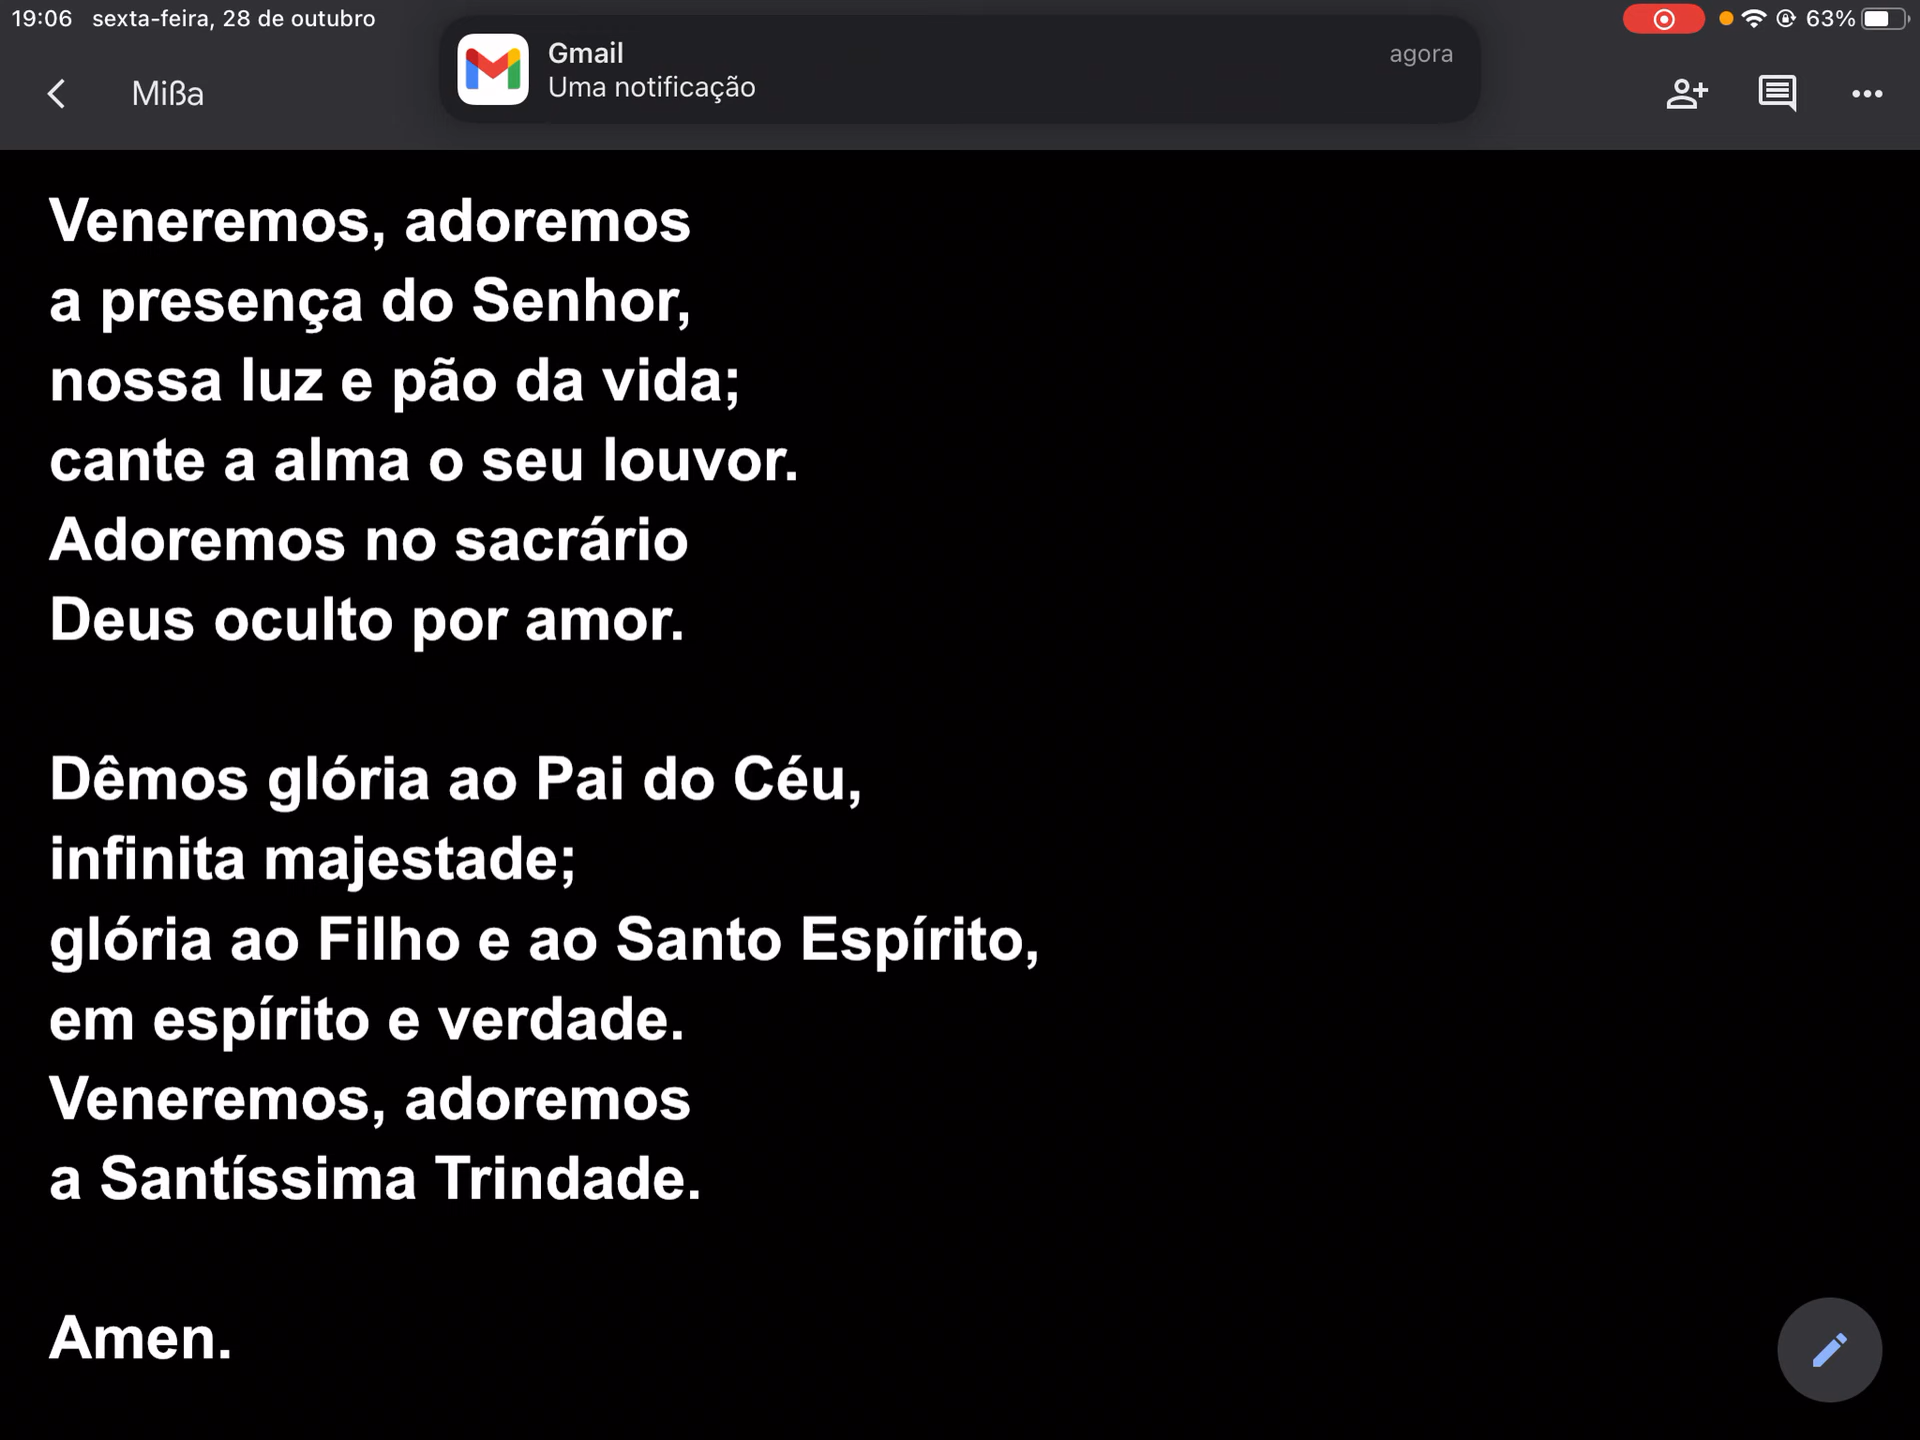 19:06 sexta-feira, 28 de outubro
63%
Gmail
agora
Uma notificação
Mißa
Veneremos, adoremos
a presença do Senhor,
nossa luz e pão da vida;
cante a alma o seu louvor.
Adoremos no sacrário
Deus oculto por amor.
Dêmos glória ao Pai do Céu,
infinita majestade;
glória ao Filho e ao Santo Espírito,
em espírito e verdade.
Veneremos, adoremos
a Santíssima Trindade.
Amen.